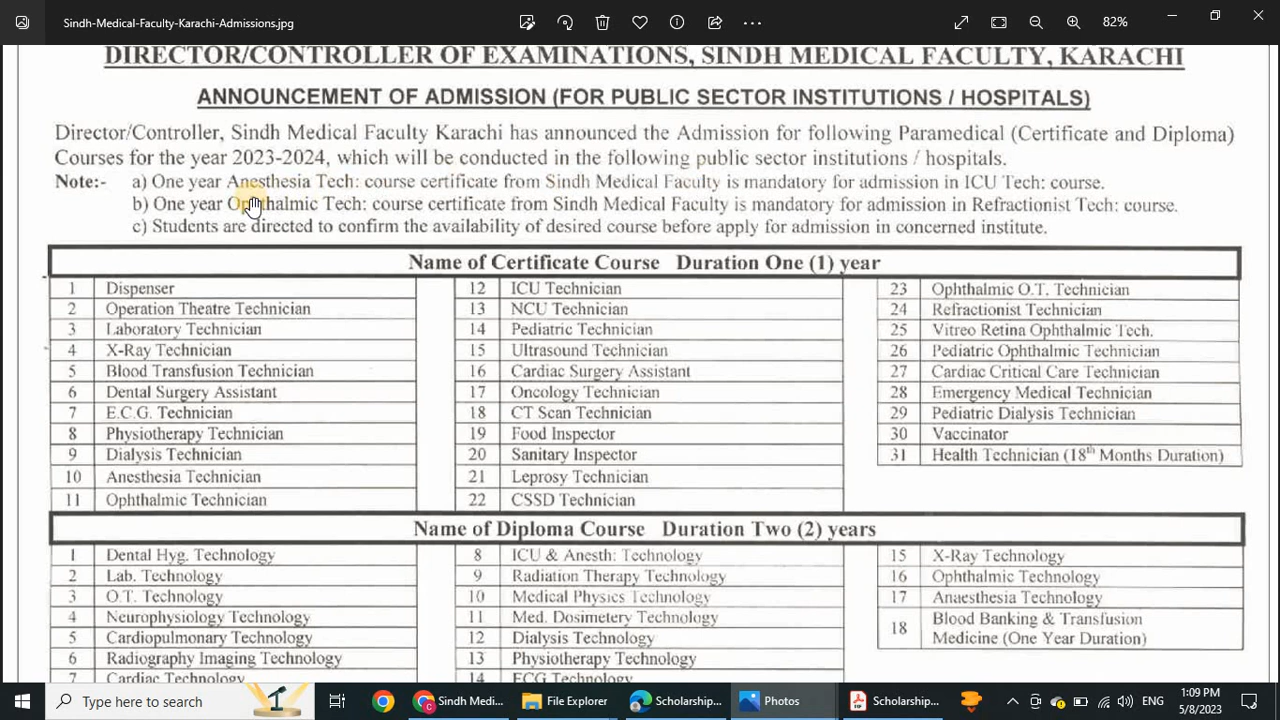 Sindh-Medical-Faculty-Karachi-Admissions.jpg
82%
DIRECTOR/CONTROLLER OF EXAMINATIONS, SINDH MEDICAL FACULTY, KARACHI
ANNOUNCEMENT OF ADMISSION (FOR PUBLIC SECTOR INSTITUTIONS / HOSPITALS)
Director/Controller, Sindh Medical Faculty Karachi has announced the Admission for following Paramedical (Certificate and Diploma)
Courses for the year 2023-2024, which will be conducted in the following public sector institutions / hospitals.
Note:- a) One year Anesthesia Tech: course certificate from Sindh Medical Faculty is mandatory for admission in ICU Tech: course.
b) One year Ophthalmic Tech: course certificate from Sindh Medical Faculty is mandatory for admission in Refractionist Tech: course.
c) Students are directed to confirm the availability of desired course before apply for admission in concerned institute.
Name of Certificate Course Duration One (1) year
1 Dispenser
2 Operation Theatre Technician
3 Laboratory Technician
4 X-Ray Technician
5 Blood Transfusion Technician
6 Dental Surgery Assistant
7 E.C.G. Technician
8 Physiotherapy Technician
9 Dialysis Technician
10 Anesthesia Technician
11 Ophthalmic Technician
12 ICU Technician
13 NCU Technician
14 Pediatric Technician
15 Ultrasound Technician
16 Cardiac Surgery Assistant
17 Oncology Technician
18 CT Scan Technician
19 Food Inspector
20 Sanitary Inspector
21 Leprosy Technician
22 CSSD Technician
23 Ophthalmic O.T. Technician
24 Refractionist Technician
25 Vitreo Retina Ophthalmic Tech.
26 Pediatric Ophthalmic Technician
27 Cardiac Critical Care Technician
28 Emergency Medical Technician
29 Pediatric Dialysis Technician
30 Vaccinator
31 Health Technician (18th Months Duration)
Name of Diploma Course Duration Two (2) years
1 Dental Hyg. Technology
2 Lab. Technology
3 O.T. Technology
4 Neurophysiology Technology
5 Cardiopulmonary Technology
6 Radiography Imaging Technology
7 Cardiac Technology
8 ICU & Anesth: Technology
9 Radiation Therapy Technology
10 Medical Physics Technology
11 Med. Dosimetery Technology
12 Dialysis Technology
13 Physiotherapy Technology
14 ECG Technology
15 X-Ray Technology
16 Ophthalmic Technology
17 Anaesthesia Technology
18 Blood Banking & Transfusion
Medicine (One Year Duration)
Type here to search
Sindh Medi...
File Explorer
Scholarship...
Photos
Scholarship...
ENG
1:09 PM
5/8/2023